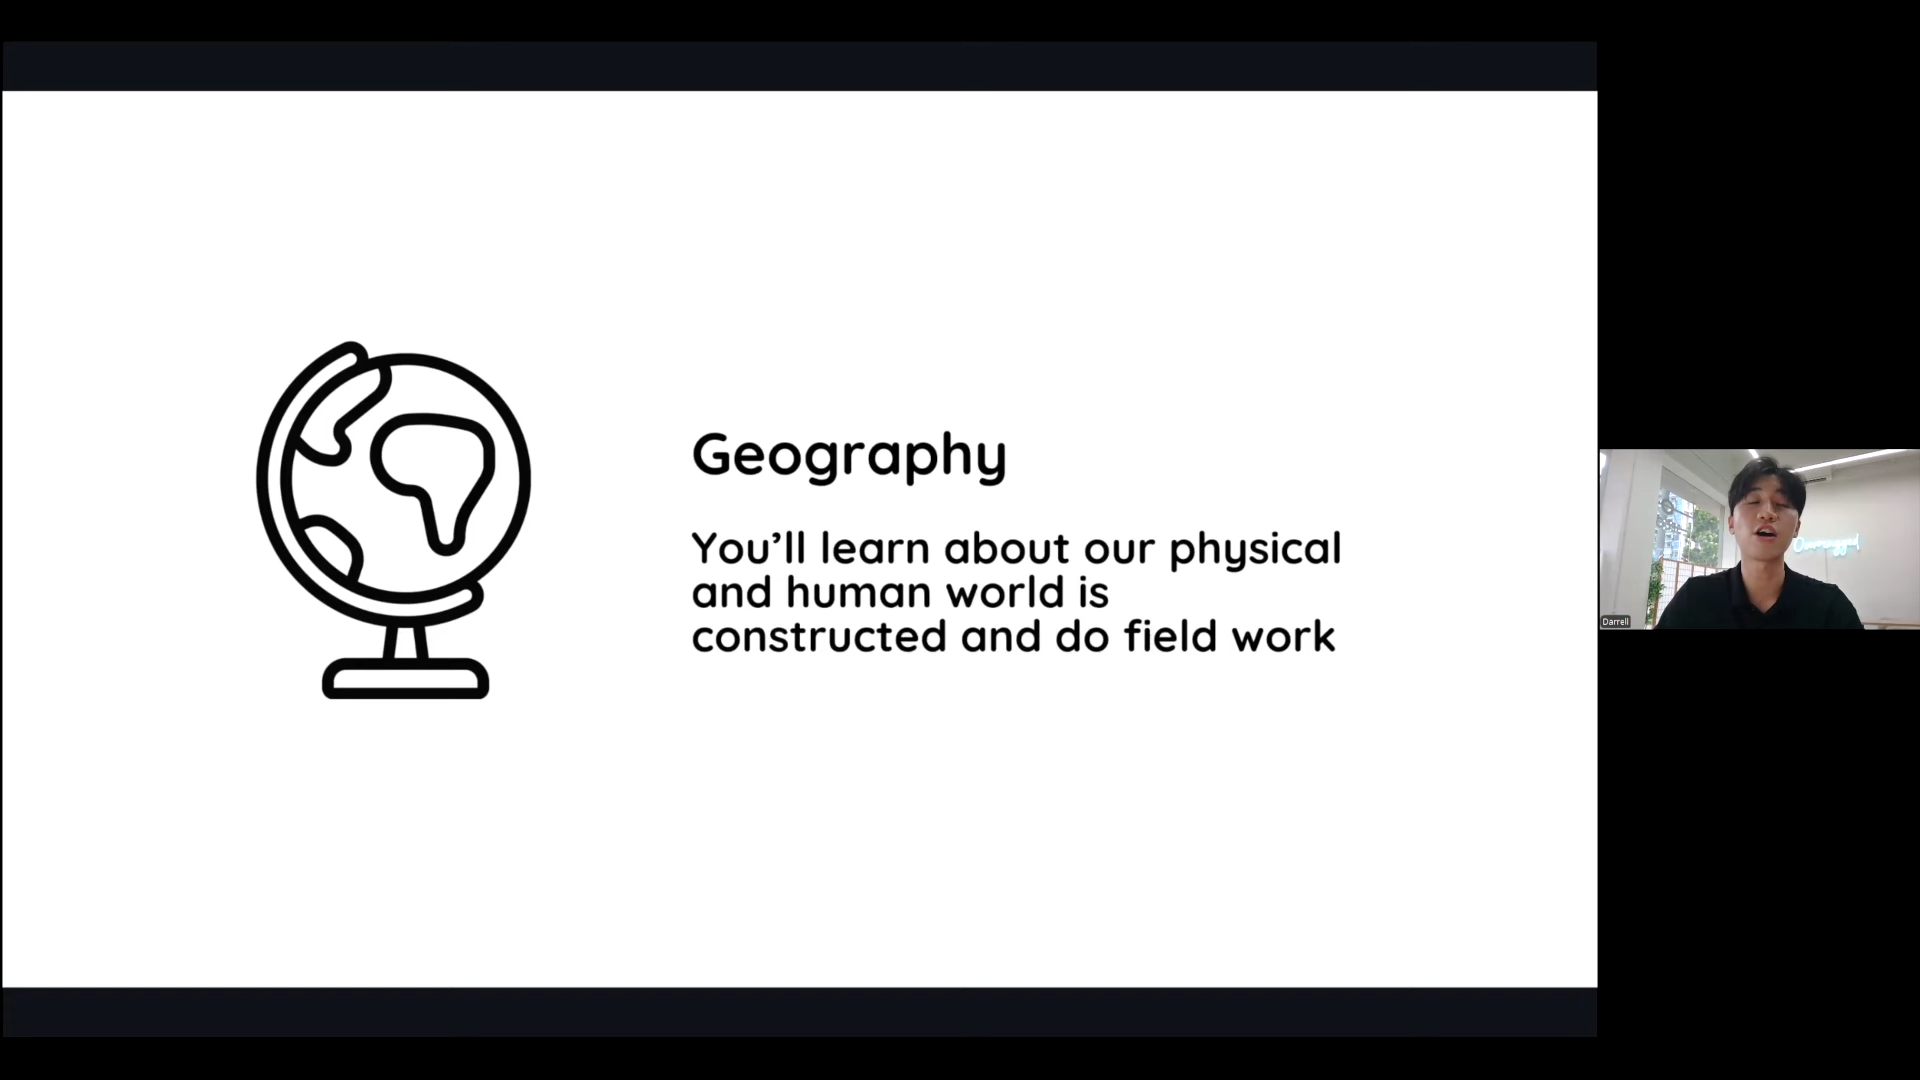 Geography
You’ll learn about our physical
and human world is
constructed and do field work
Darrell